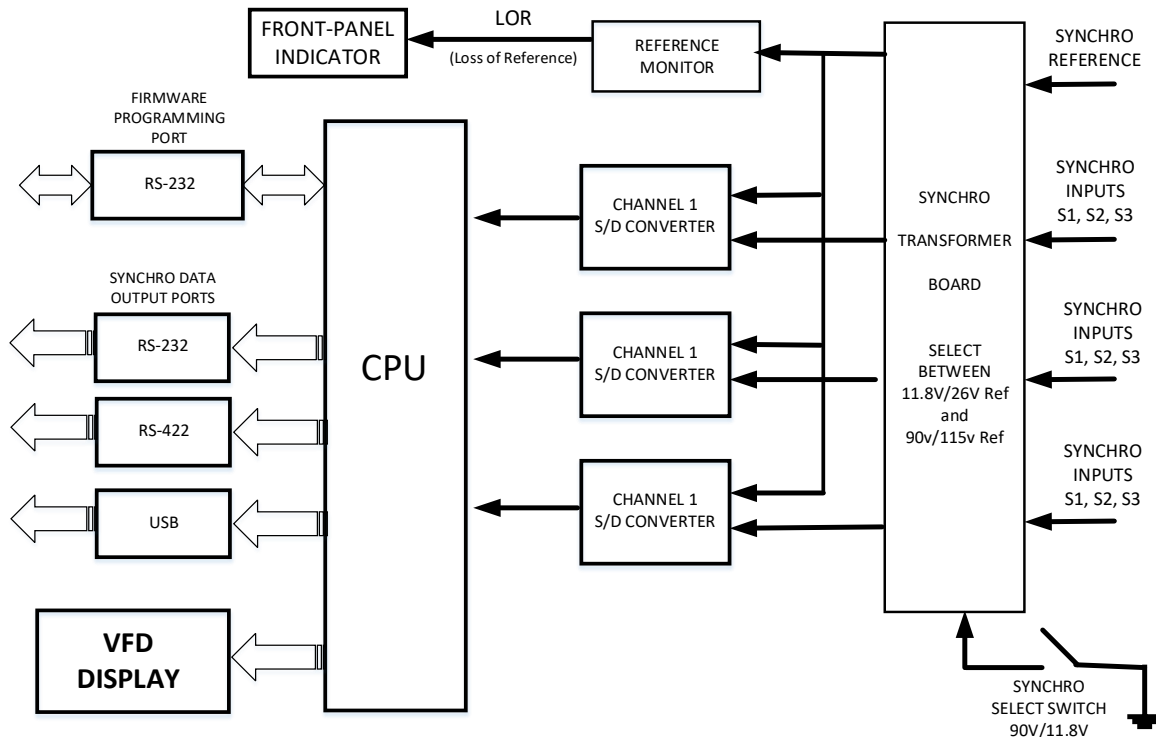 FRONT-PANEL
INDICATOR
LOR
(Loss of Reference)
REFERENCE
MONITOR
SYNCHRO
REFERENCE
FIRMWARE
PROGRAMMING
PORT
RS-232
CHANNEL 1
S/D CONVERTER
SYNCHRO
INPUTS
S1, S2, S3
SYNCHRO
TRANSFORMER
BOARD
SELECT
BETWEEN
11.8V/26V Ref
and
90v/115v Ref
SYNCHRO DATA
OUTPUT PORTS
RS-232
CPU
CHANNEL 1
S/D CONVERTER
SYNCHRO
INPUTS
S1, S2, S3
RS-422
USB
CHANNEL 1
S/D CONVERTER
SYNCHRO
INPUTS
S1, S2, S3
VFD
DISPLAY
SYNCHRO
SELECT SWITCH
90V/11.8V